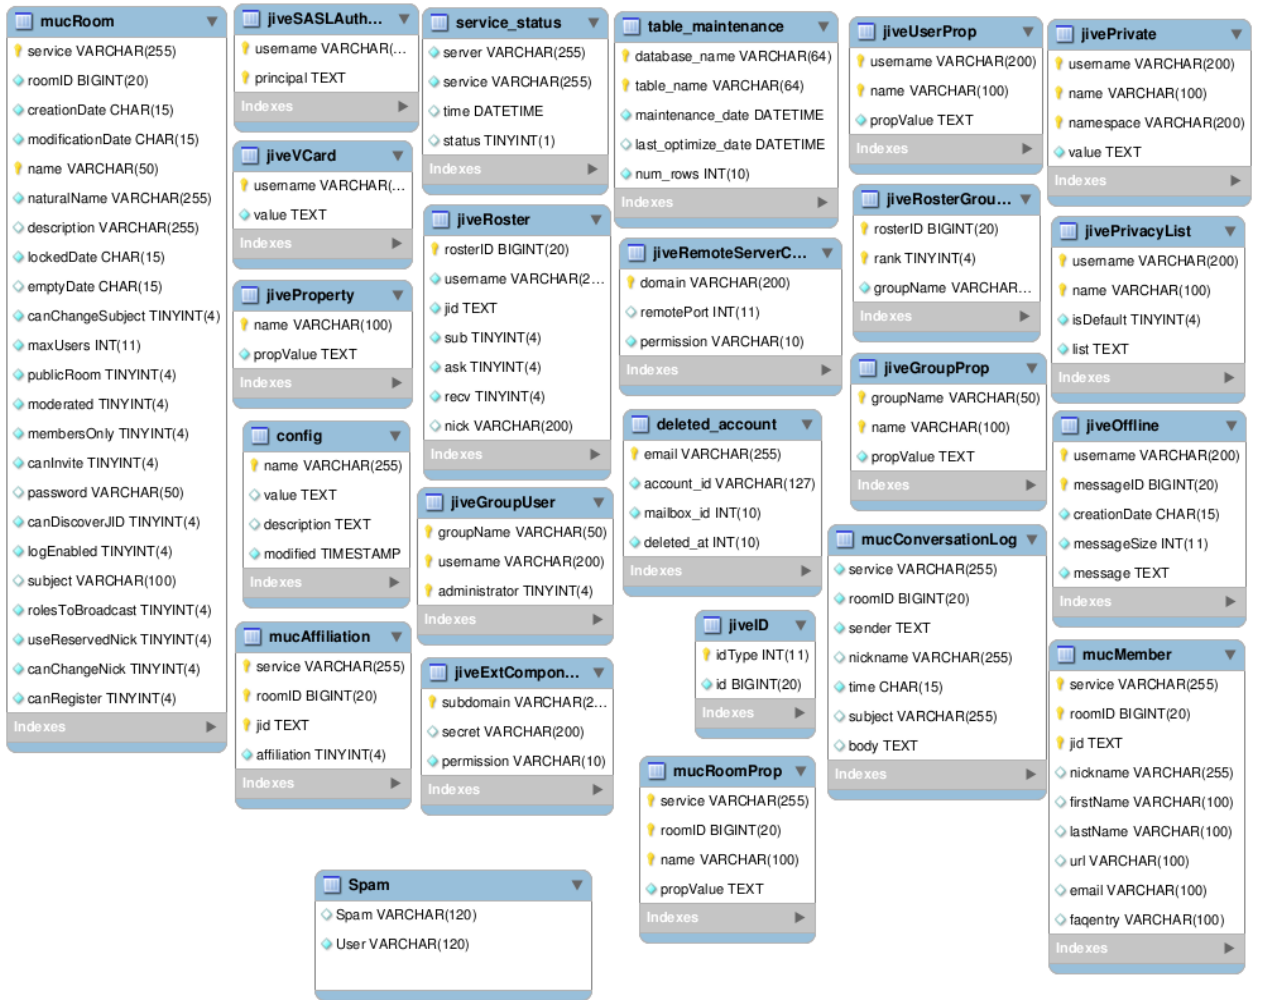 mucRoom
service VARCHAR(255)
roomID BIGINT(20)
creationDate CHAR(15)
modificationDate CHAR(15)
name VARCHAR(50)
naturalName VARCHAR(255)
description VARCHAR(255)
lockedDate CHAR(15)
emptyDate CHAR(15)
canChangeSubject TINYINT(4)
maxUsers INT(11)
publicRoom TINYINT(4)
moderated TINYINT(4)
membersOnly TINYINT(4)
canInvite TINYINT(4)
password VARCHAR(50)
canDiscoverJID TINYINT(4)
logEnabled TINYINT(4)
subject VARCHAR(100)
rolesToBroadcast TINYINT(4)
useReservedNick TINYINT(4)
canChangeNick TINYINT(4)
canRegister TINYINT(4)
Indexes
jiveSASLAuth...
username VARCHAR(...
principal TEXT
Indexes
jiveVCard
username VARCHAR(...
value TEXT
Indexes
jiveProperty
name VARCHAR(100)
propValue TEXT
Indexes
config
name VARCHAR(255)
value TEXT
description TEXT
modified TIMESTAMP
Indexes
mucAffiliation
service VARCHAR(255)
roomID BIGINT(20)
jid TEXT
affiliation TINYINT(4)
Indexes
service_status
server VARCHAR(255)
service VARCHAR(255)
time DATETIME
status TINYINT(1)
Indexes
jiveRoster
rosterID BIGINT(20)
username VARCHAR(2...
jid TEXT
sub TINYINT(4)
ask TINYINT(4)
recv TINYINT(4)
nick VARCHAR(200)
Indexes
jiveGroupUser
groupName VARCHAR(50)
username VARCHAR(200)
administrator TINYINT(4)
Indexes
jiveExtCompon...
subdomain VARCHAR(2...
secret VARCHAR(200)
permission VARCHAR(10)
Indexes
Spam
Spam VARCHAR(120)
User VARCHAR(120)
table_maintenance
database_name VARCHAR(64)
table_name VARCHAR(64)
maintenance_date DATETIME
last_optimize_date DATETIME
num_rows INT(10)
Indexes
jiveRemoteServerC...
domain VARCHAR(200)
remotePort INT(11)
permission VARCHAR(10)
Indexes
deleted_account
email VARCHAR(255)
account_id VARCHAR(127)
mailbox_id INT(10)
deleted_at INT(10)
Indexes
jiveID
idType INT(11)
id BIGINT(20)
Indexes
mucRoomProp
service VARCHAR(255)
roomID BIGINT(20)
name VARCHAR(100)
propValue TEXT
Indexes
jiveUserProp
username VARCHAR(200)
name VARCHAR(100)
propValue TEXT
Indexes
jiveRosterGrou...
rosterID BIGINT(20)
rank TINYINT(4)
groupName VARCHAR...
Indexes
jiveGroupProp
groupName VARCHAR(50)
name VARCHAR(100)
propValue TEXT
Indexes
mucConversationLog
service VARCHAR(255)
roomID BIGINT(20)
sender TEXT
nickname VARCHAR(255)
time CHAR(15)
subject VARCHAR(255)
body TEXT
Indexes
jivePrivate
username VARCHAR(200)
name VARCHAR(100)
namespace VARCHAR(200)
value TEXT
Indexes
jivePrivacyList
username VARCHAR(200)
name VARCHAR(100)
isDefault TINYINT(4)
list TEXT
Indexes
jiveOffline
username VARCHAR(200)
messageID BIGINT(20)
creationDate CHAR(15)
messageSize INT(11)
message TEXT
Indexes
mucMember
service VARCHAR(255)
roomID BIGINT(20)
jid TEXT
nickname VARCHAR(255)
firstName VARCHAR(100)
lastName VARCHAR(100)
url VARCHAR(100)
email VARCHAR(100)
faqentry VARCHAR(100)
Indexes